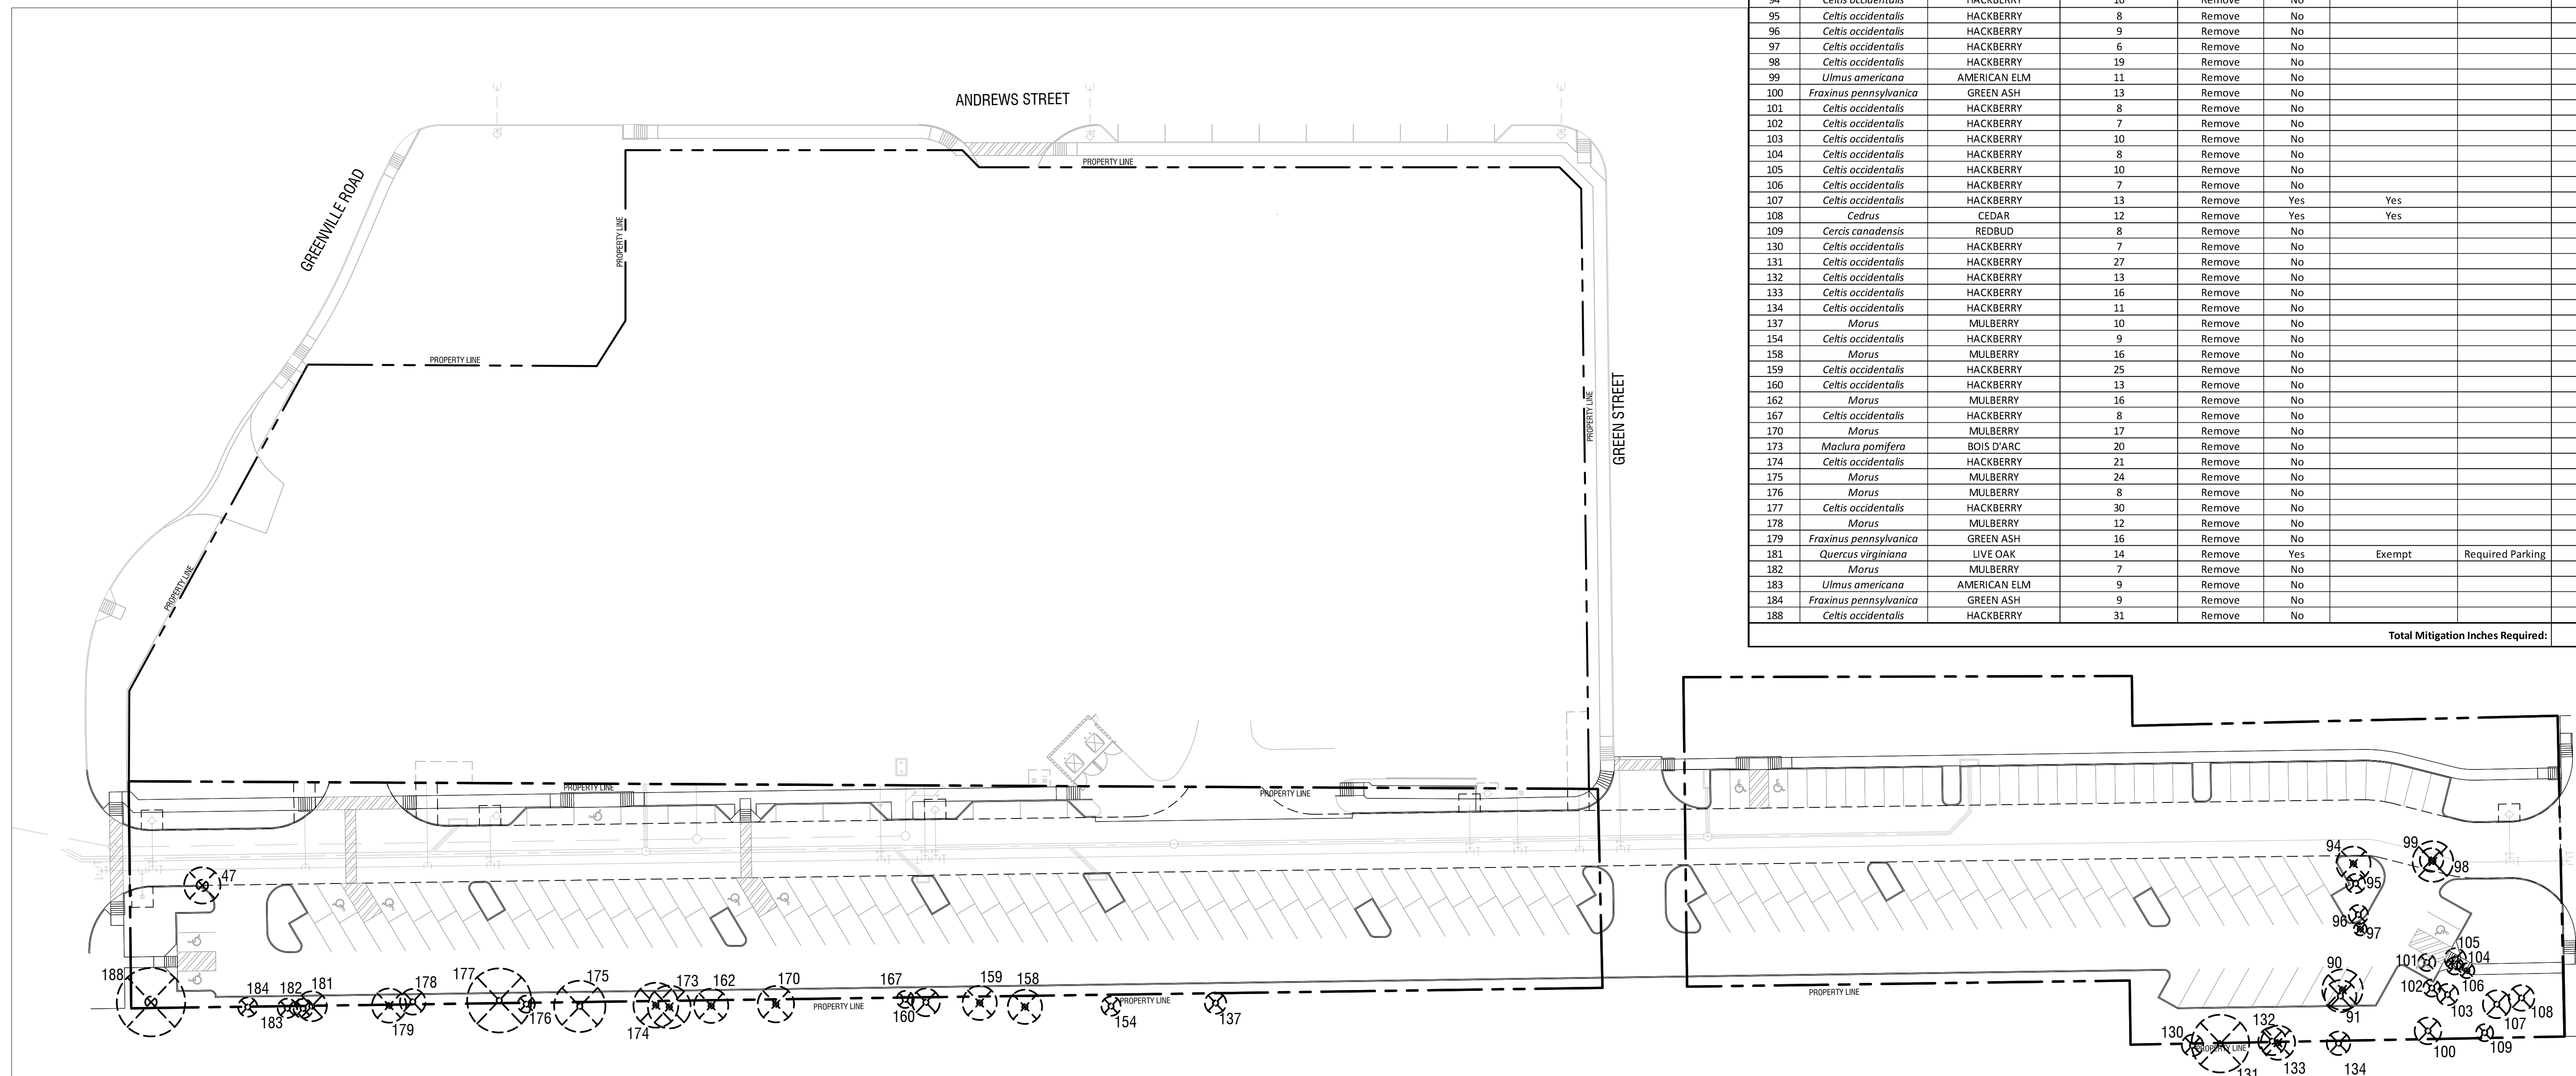 ANDREWS STREET
GREENVILLE ROAD
GREEN STREET
PROPERTY LINE
PROPERTY LINE
PROPERTY LINE
PROPERTY LINE
PROPERTY LINE
PROPERTY LINE
PROPERTY LINE
PROPERTY LINE
PROPERTY LINE
PROPERTY LINE
PROPERTY LINE
94 Celtis occidentalis HACKBERRY 10 Remove No
95 Celtis occidentalis HACKBERRY 8 Remove No
96 Celtis occidentalis HACKBERRY 9 Remove No
97 Celtis occidentalis HACKBERRY 6 Remove No
98 Celtis occidentalis HACKBERRY 19 Remove No
99 Ulmus americana AMERICAN ELM 11 Remove No
100 Fraxinus pennsylvanica GREEN ASH 13 Remove No
101 Celtis occidentalis HACKBERRY 8 Remove No
102 Celtis occidentalis HACKBERRY 7 Remove No
103 Celtis occidentalis HACKBERRY 10 Remove No
104 Celtis occidentalis HACKBERRY 8 Remove No
105 Celtis occidentalis HACKBERRY 10 Remove No
106 Celtis occidentalis HACKBERRY 7 Remove No
107 Celtis occidentalis HACKBERRY 13 Remove Yes Yes
108 Cedrus CEDAR 12 Remove Yes Yes
109 Cercis canadensis REDBUD 8 Remove No
130 Celtis occidentalis HACKBERRY 7 Remove No
131 Celtis occidentalis HACKBERRY 27 Remove No
132 Celtis occidentalis HACKBERRY 13 Remove No
133 Celtis occidentalis HACKBERRY 16 Remove No
134 Celtis occidentalis HACKBERRY 11 Remove No
137 Morus MULBERRY 10 Remove No
154 Celtis occidentalis HACKBERRY 9 Remove No
158 Morus MULBERRY 16 Remove No
159 Celtis occidentalis HACKBERRY 25 Remove No
160 Celtis occidentalis HACKBERRY 13 Remove No
162 Morus MULBERRY 16 Remove No
167 Celtis occidentalis HACKBERRY 8 Remove No
170 Morus MULBERRY 17 Remove No
173 Maclura pomifera BOIS D'ARC 20 Remove No
174 Celtis occidentalis HACKBERRY 21 Remove No
175 Morus MULBERRY 24 Remove No
176 Morus MULBERRY 8 Remove No
177 Celtis occidentalis HACKBERRY 30 Remove No
178 Morus MULBERRY 12 Remove No
179 Fraxinus pennsylvanica GREEN ASH 16 Remove No
181 Quercus virginiana LIVE OAK 14 Remove Yes Exempt Required Parking
182 Morus MULBERRY 7 Remove No
183 Ulmus americana AMERICAN ELM 9 Remove No
184 Fraxinus pennsylvanica GREEN ASH 9 Remove No
188 Celtis occidentalis HACKBERRY 31 Remove No
Total Mitigation Inches Required:
47
188
184
182
181
183
179
178
177
176
175
174
173
162
170
167
160
159
158
154
137
94
95
96
97
99
98
90
91
101
102
105
104
106
103
107
108
109
100
130
131
132
133
134